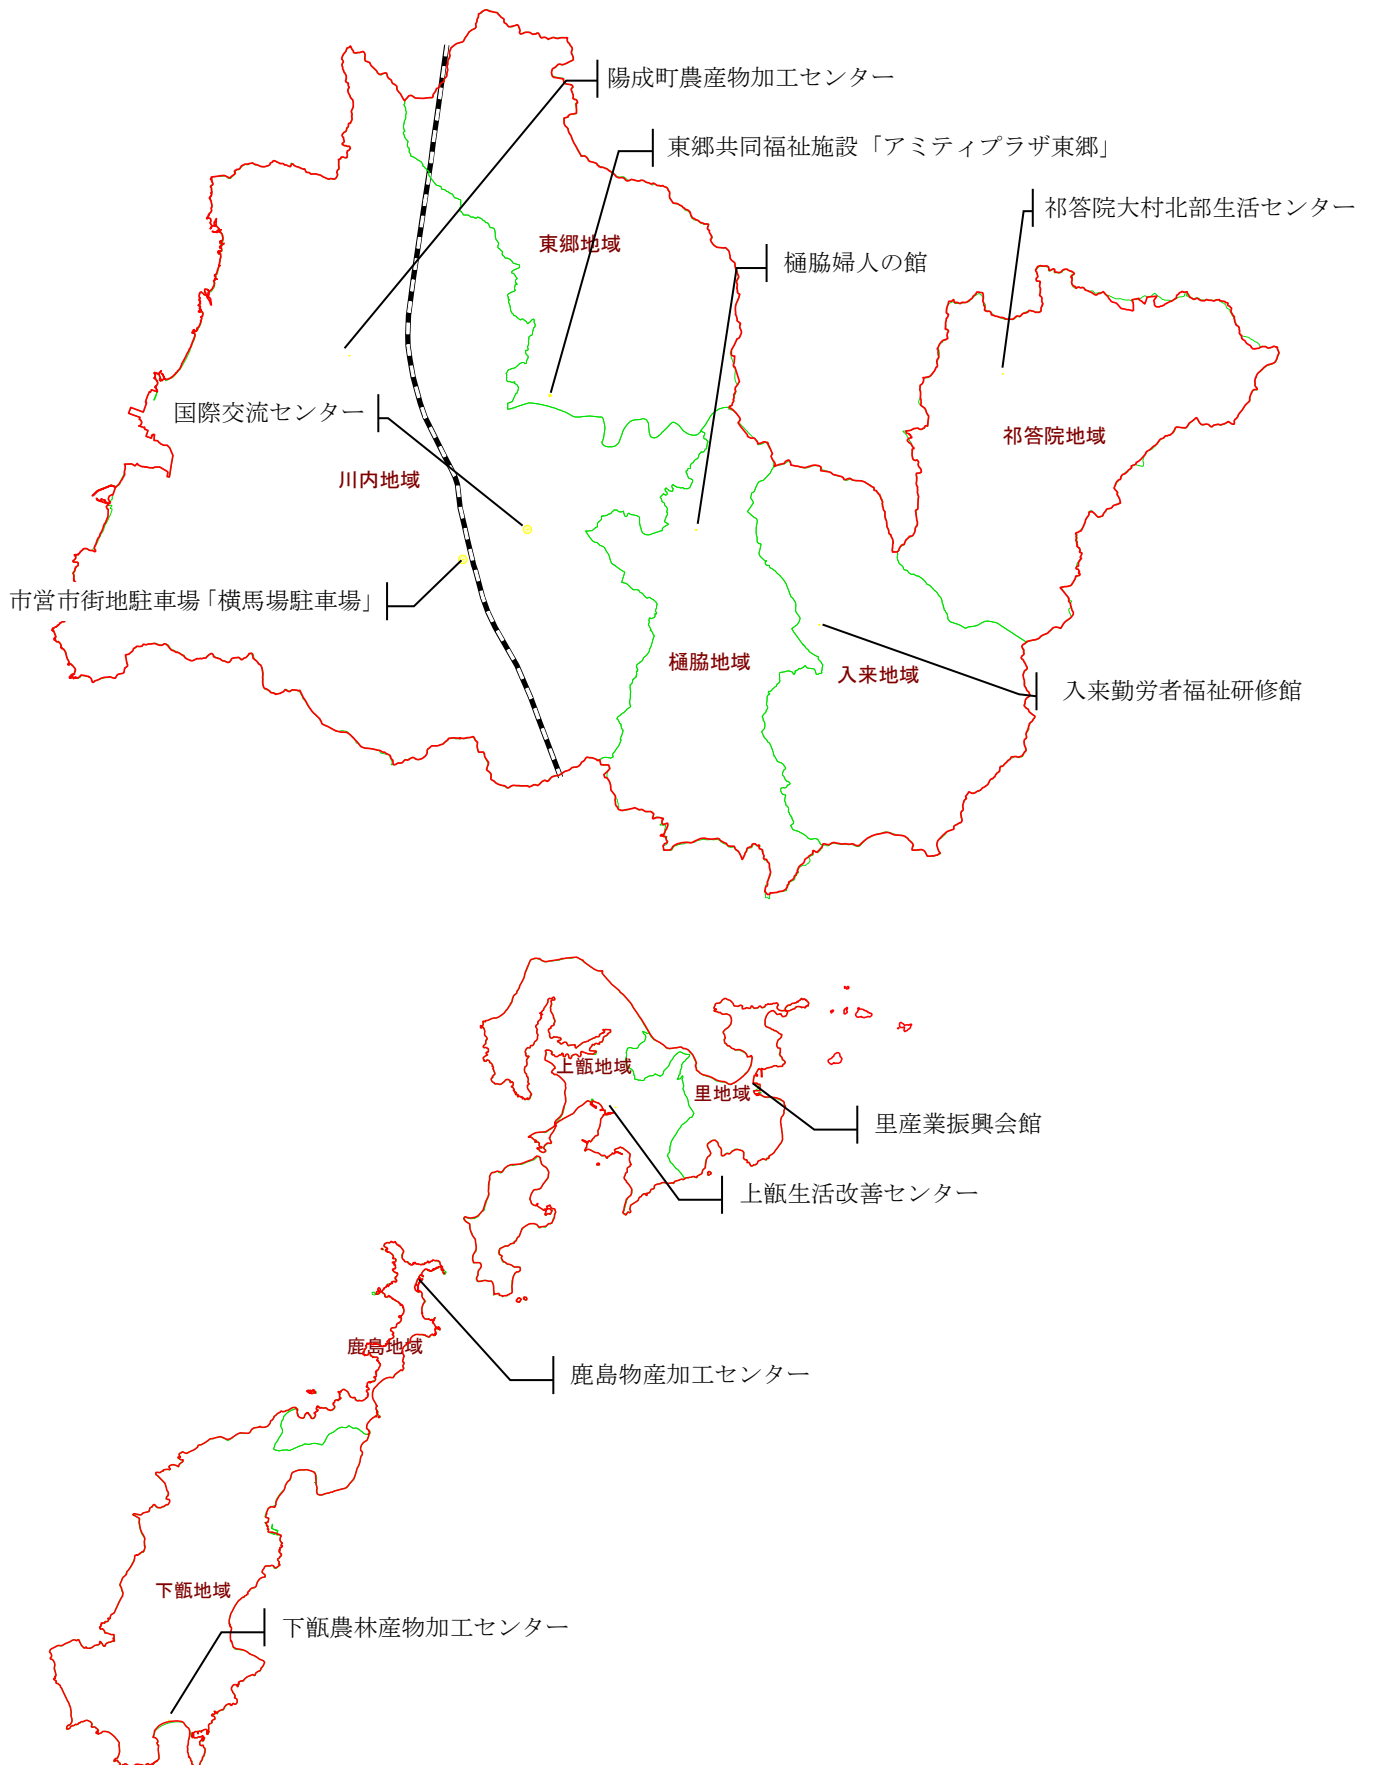 陽成町農産物加工センター
東郷共同福祉施設「アミティプラザ東郷」
祁答院大村北部生活センター
東郷地域
樋脇婦人の館
国際交流センター
祁答院地域
川内地域
市営市街地駐車場「横馬場駐車場」
樋脇地域
入来地域
入来勤労者福祉研修館
上甑地域
里地域
里産業振興会館
上甑生活改善センター
鹿島地域
鹿島物産加工センター
下甑地域
下甑農林産物加工センター